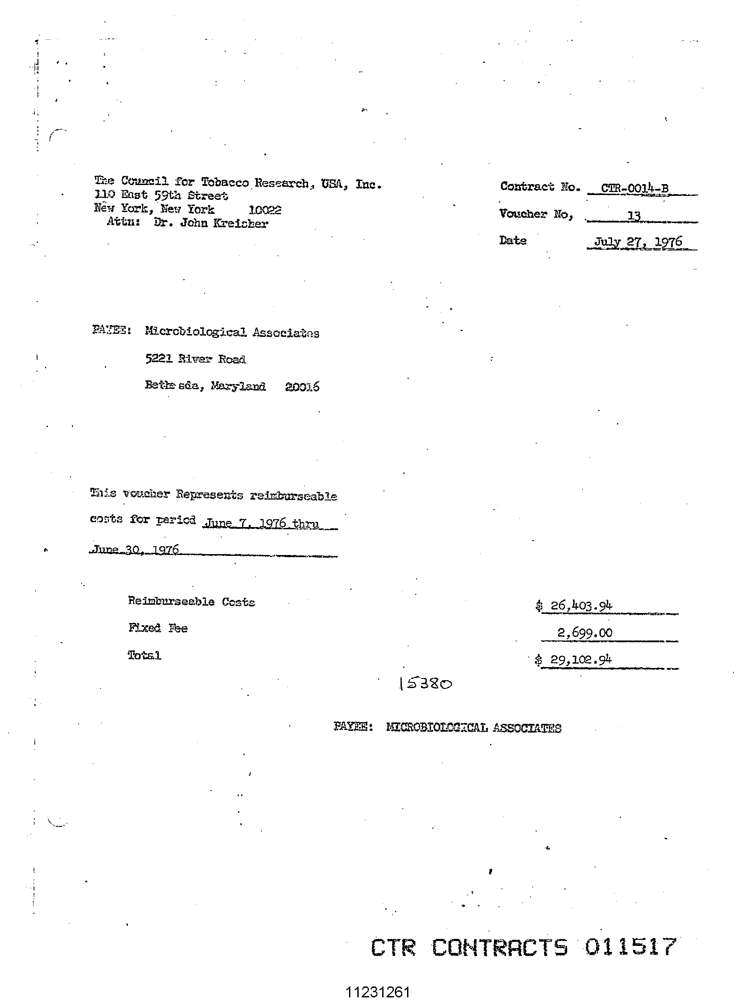 The Council for Tobacco Research, USA, Inc.
110 East 59th Street
New York, New York 10022
Attn: Dr. John Kreisher
Contract No. CTR-0014-B
Voucher No, 13
Date July 27, 1976
PAYEE: Microbiological Associates
5221 River Road
Bethesda, Maryland 20016
This voucher Represents reimburseable
costs for period June 7, 1976 thru
June 30, 1976
Reimburseable Costs $ 26,403.94
Fixed Fee 2,699.00
Total $ 29,102.94
15380
PAYEE: MICROBIOLOGICAL ASSOCIATES
CTR CONTRACTS 011517
11231261